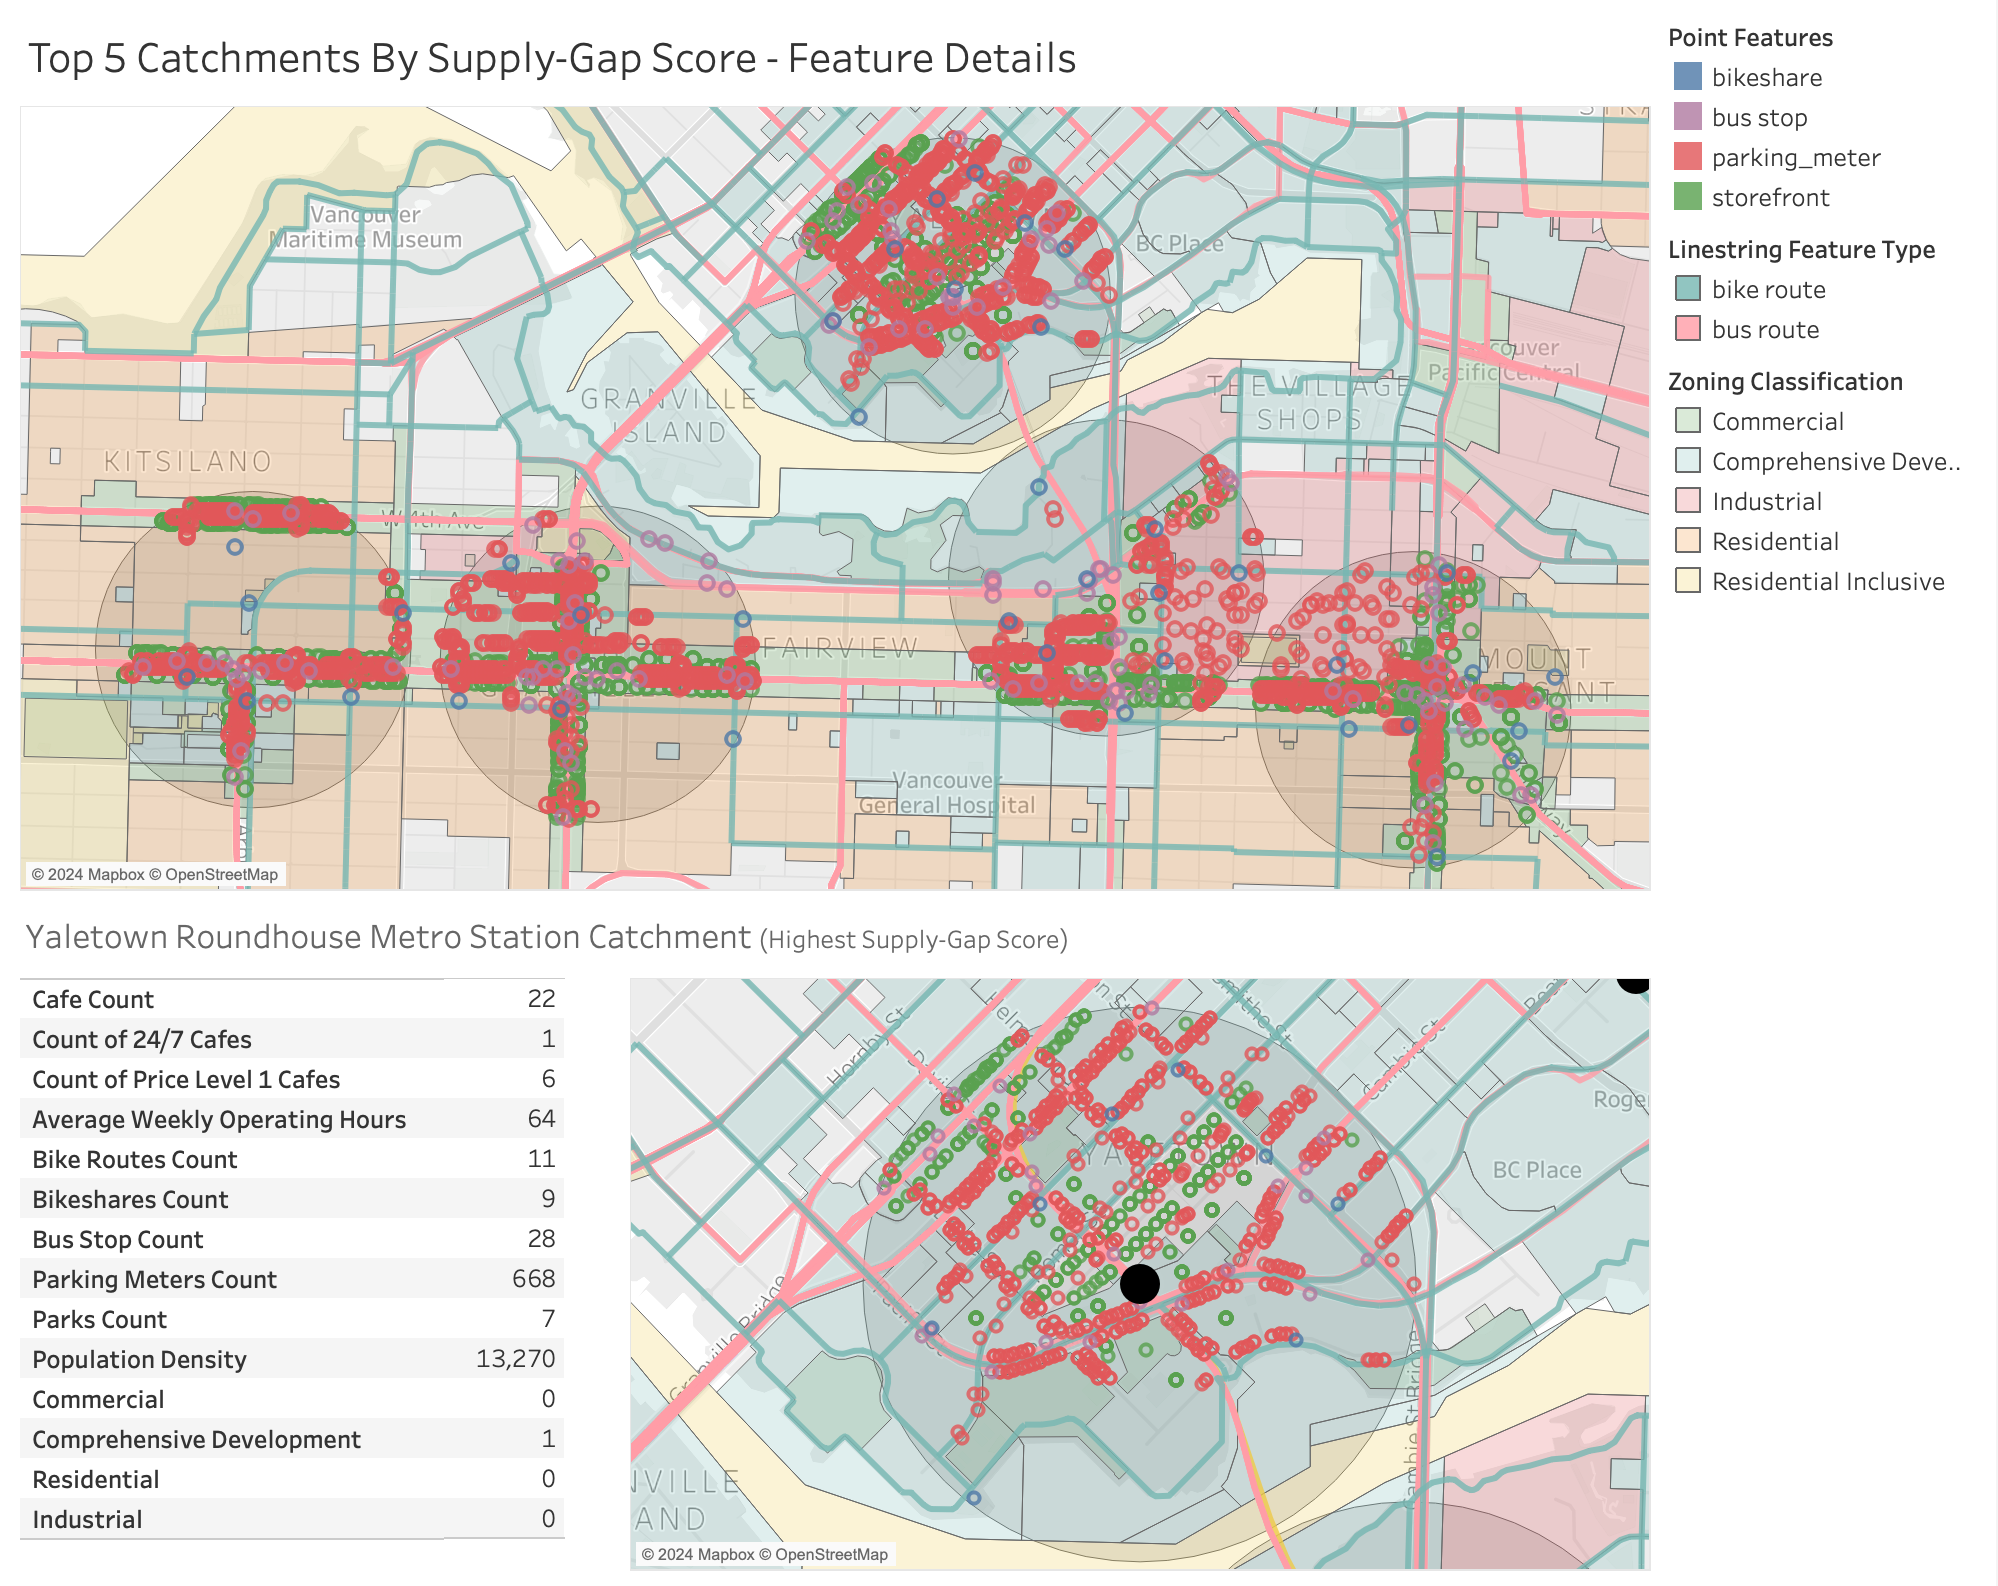 Top 5 Catchments By Supply-Gap Score - Feature Details
Point Features
bikeshare
bus stop
parking_meter
storefront
Linestring Feature Type
bike route
bus route
Zoning Classification
Commercial
Comprehensive Deve..
Industrial
Residential
Residential Inclusive
Vancouver
Maritime Museum
BC Place
GRANVILLE
ISLAND
THE VILLAGE
SHOPS
Pacific Central
KITSILANO
W 4th Ave
FAIRVIEW
MOUNT
Vancouver
General Hospital
© 2024 Mapbox © OpenStreetMap
Yaletown Roundhouse Metro Station Catchment (Highest Supply-Gap Score)
Cafe Count 22
Count of 24/7 Cafes 1
Count of Price Level 1 Cafes 6
Average Weekly Operating Hours 64
Bike Routes Count 11
Bikeshares Count 9
Bus Stop Count 28
Parking Meters Count 668
Parks Count 7
Population Density 13,270
Commercial 0
Comprehensive Development 1
Residential 0
Industrial 0
Hornby St
Smithe St
Cambie St
BC Place
Granville Bridge
Cambie St Bridge
NVILLE
AND
© 2024 Mapbox © OpenStreetMap